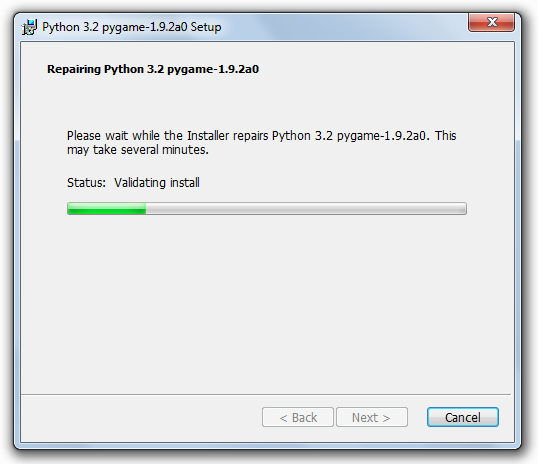 Python 3.2 pygame-1.9.2a0 Setup
Repairing Python 3.2 pygame-1.9.2a0
Please wait while the Installer repairs Python 3.2 pygame-1.9.2a0. This
may take several minutes.
Status: Validating install
< Back Next > Cancel